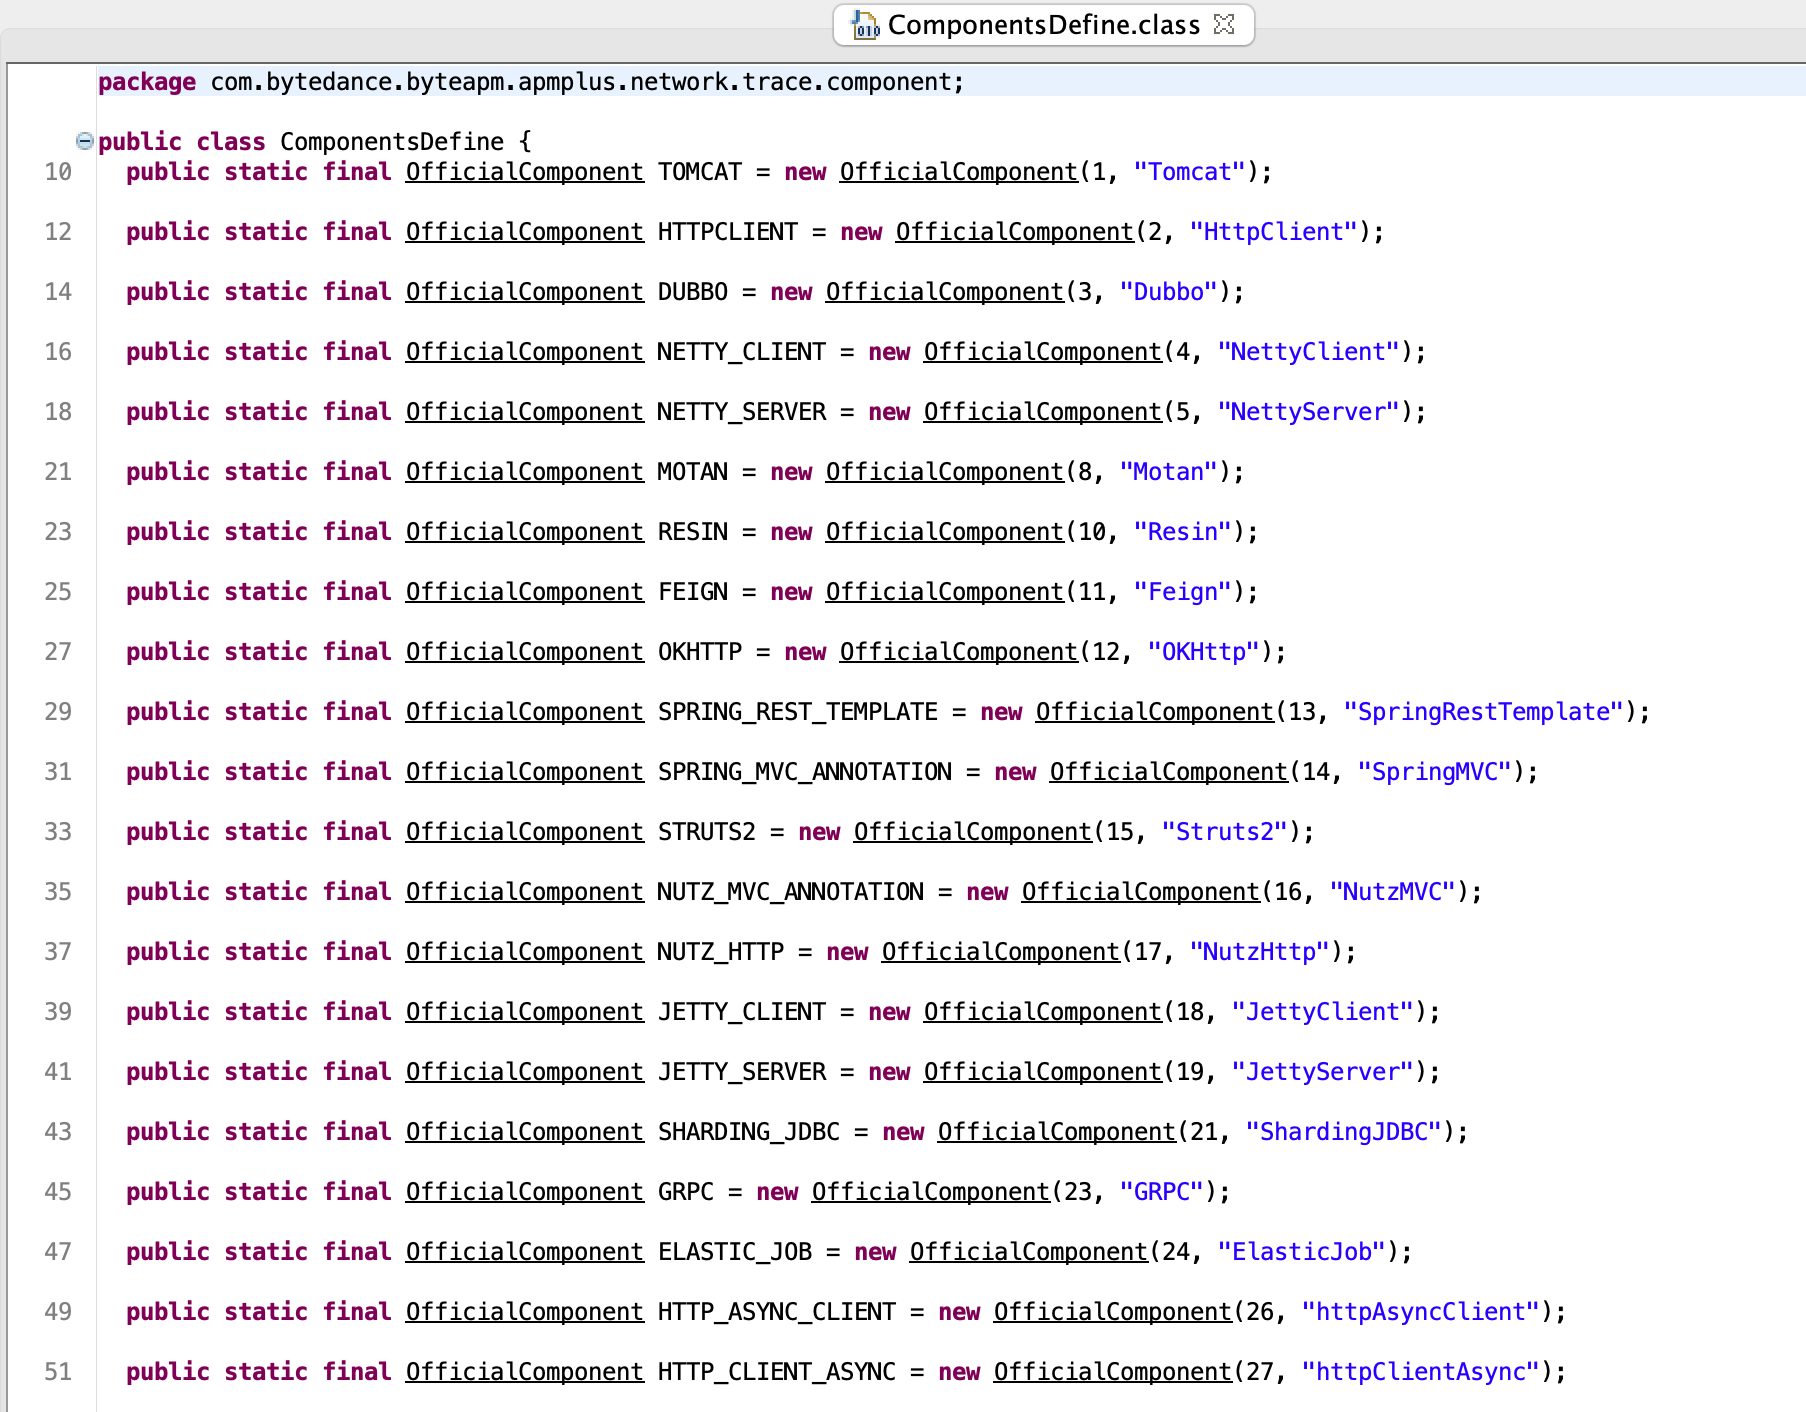 ComponentsDefine.class
package com.bytedance.byteapm.apmplus.network.trace.component;
public class ComponentsDefine {
10 public static final OfficialComponent TOMCAT = new OfficialComponent(1, "Tomcat");
12 public static final OfficialComponent HTTPCLIENT = new OfficialComponent(2, "HttpClient");
14 public static final OfficialComponent DUBBO = new OfficialComponent(3, "Dubbo");
16 public static final OfficialComponent NETTY_CLIENT = new OfficialComponent(4, "NettyClient");
18 public static final OfficialComponent NETTY_SERVER = new OfficialComponent(5, "NettyServer");
21 public static final OfficialComponent MOTAN = new OfficialComponent(8, "Motan");
23 public static final OfficialComponent RESIN = new OfficialComponent(10, "Resin");
25 public static final OfficialComponent FEIGN = new OfficialComponent(11, "Feign");
27 public static final OfficialComponent OKHTTP = new OfficialComponent(12, "OKHttp");
29 public static final OfficialComponent SPRING_REST_TEMPLATE = new OfficialComponent(13, "SpringRestTemplate");
31 public static final OfficialComponent SPRING_MVC_ANNOTATION = new OfficialComponent(14, "SpringMVC");
33 public static final OfficialComponent STRUTS2 = new OfficialComponent(15, "Struts2");
35 public static final OfficialComponent NUTZ_MVC_ANNOTATION = new OfficialComponent(16, "NutzMVC");
37 public static final OfficialComponent NUTZ_HTTP = new OfficialComponent(17, "NutzHttp");
39 public static final OfficialComponent JETTY_CLIENT = new OfficialComponent(18, "JettyClient");
41 public static final OfficialComponent JETTY_SERVER = new OfficialComponent(19, "JettyServer");
43 public static final OfficialComponent SHARDING_JDBC = new OfficialComponent(21, "ShardingJDBC");
45 public static final OfficialComponent GRPC = new OfficialComponent(23, "GRPC");
47 public static final OfficialComponent ELASTIC_JOB = new OfficialComponent(24, "ElasticJob");
49 public static final OfficialComponent HTTP_ASYNC_CLIENT = new OfficialComponent(26, "httpAsyncClient");
51 public static final OfficialComponent HTTP_CLIENT_ASYNC = new OfficialComponent(27, "httpClientAsync");